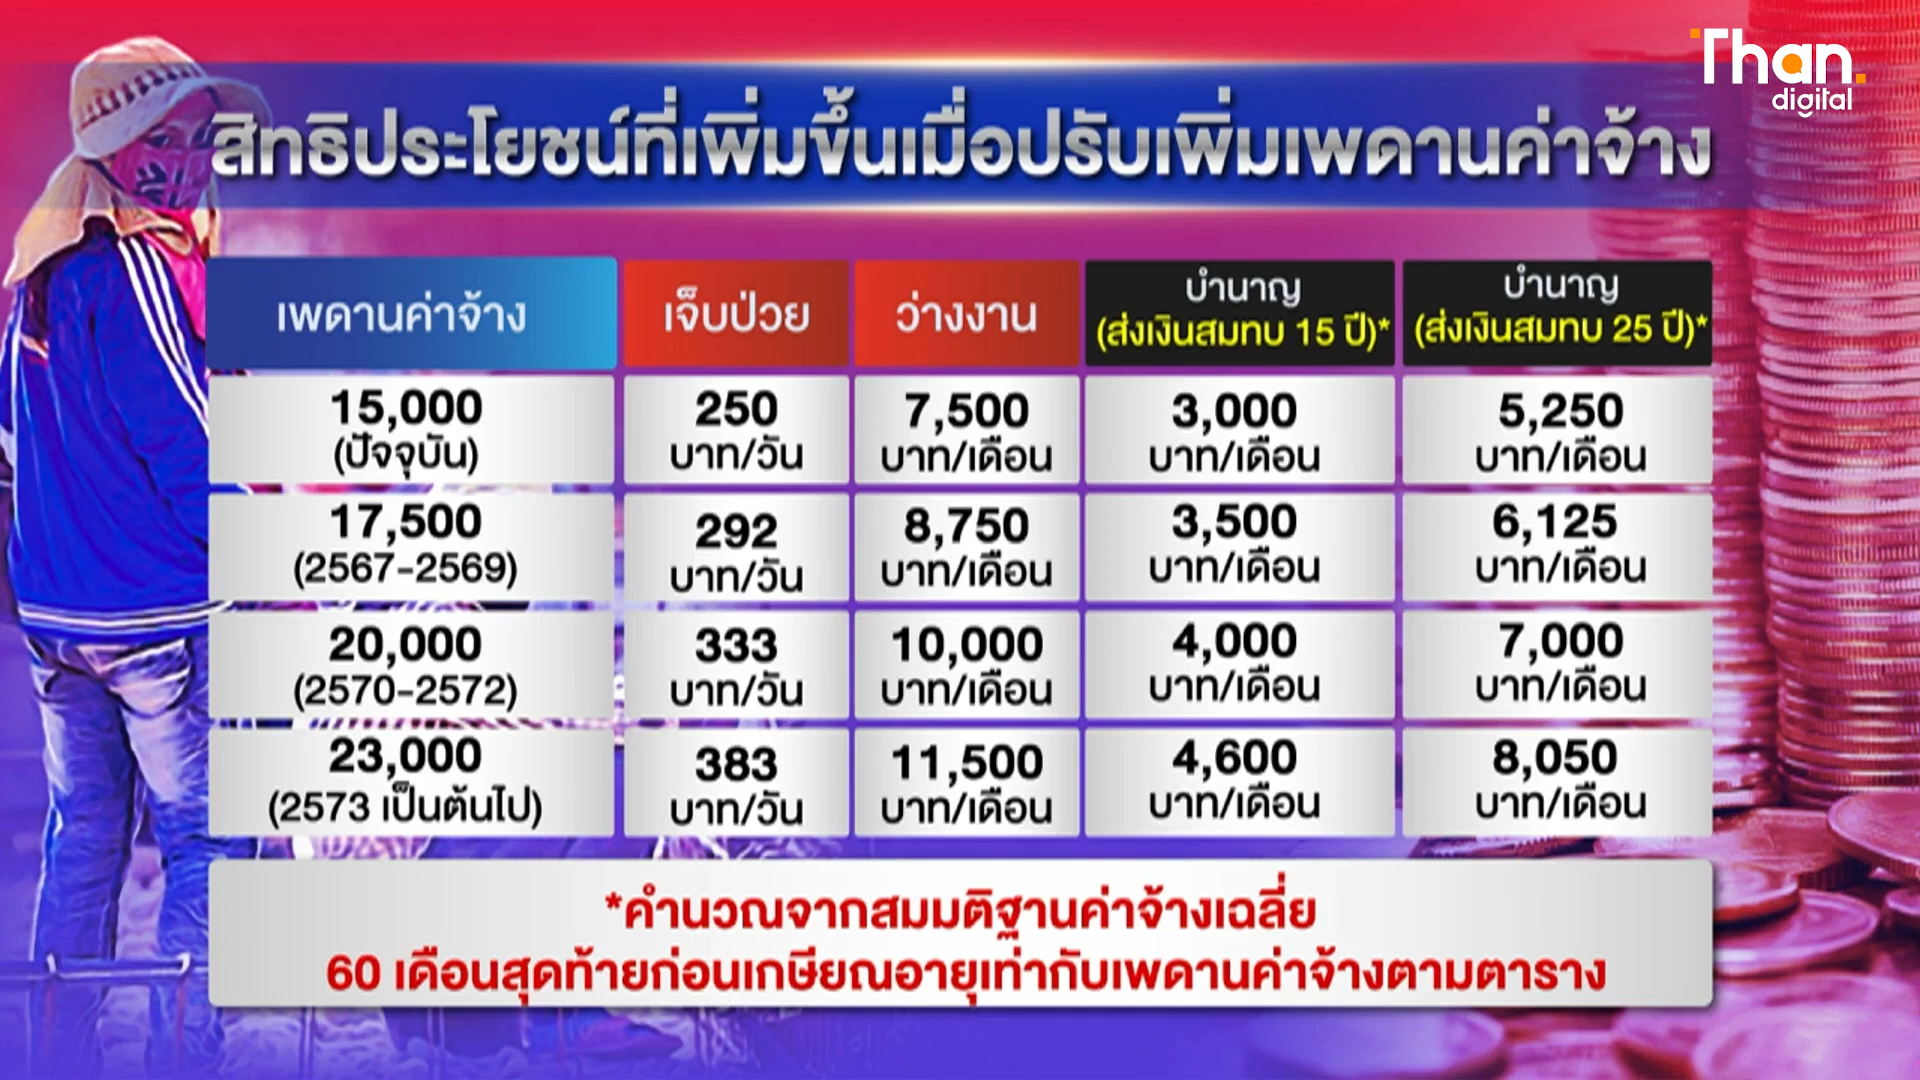 Than.
digital
สิทธิประโยชน์ที่เพิ่มขึ้นเมื่อปรับเพิ่มเพดานค่าจ้าง
เพดานค่าจ้าง เจ็บป่วย ว่างงาน บำนาญ (ส่งเงินสมทบ 15 ปี)* บำนาญ (ส่งเงินสมทบ 25 ปี)*
15,000 250 7,500 3,000 5,250
(ปัจจุบัน) บาท/วัน บาท/เดือน บาท/เดือน บาท/เดือน
17,500 292 8,750 3,500 6,125
(2567-2569) บาท/วัน บาท/เดือน บาท/เดือน บาท/เดือน
20,000 333 10,000 4,000 7,000
(2570-2572) บาท/วัน บาท/เดือน บาท/เดือน บาท/เดือน
23,000 383 11,500 4,600 8,050
(2573 เป็นต้นไป) บาท/วัน บาท/เดือน บาท/เดือน บาท/เดือน
*คำนวณจากสมมติฐานค่าจ้างเฉลี่ย
60 เดือนสุดท้ายก่อนเกษียณอายุเท่ากับเพดานค่าจ้างตามตาราง